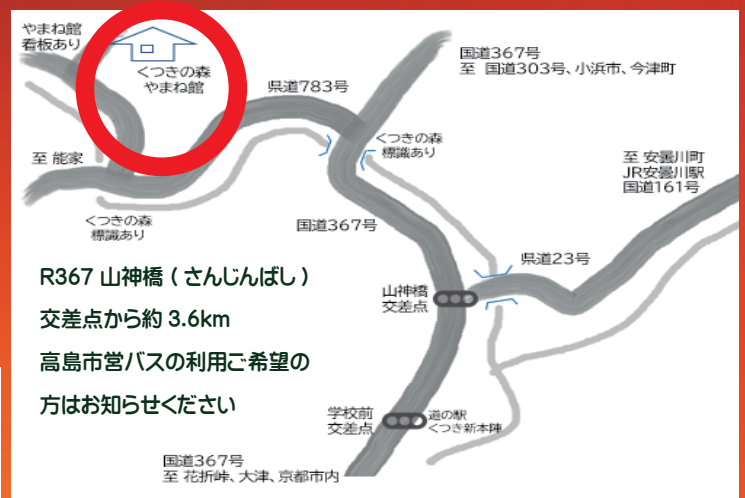 やまね館
看板あり
くつきの森
やまね館
県道783号
国道367号
至 国道303号、小浜市、今津町
くつきの森
標識あり
至 能家
至 安曇川町
JR安曇川駅
国道161号
くつきの森
標識あり
国道367号
県道23号
R367 山神橋 ( さんじんばし )
交差点から約 3.6km
高島市営バスの利用ご希望の
方はお知らせください
山神橋
交差点
学校前
交差点
道の駅
くつき新本陣
国道367号
至 花折峠、大津、京都市内